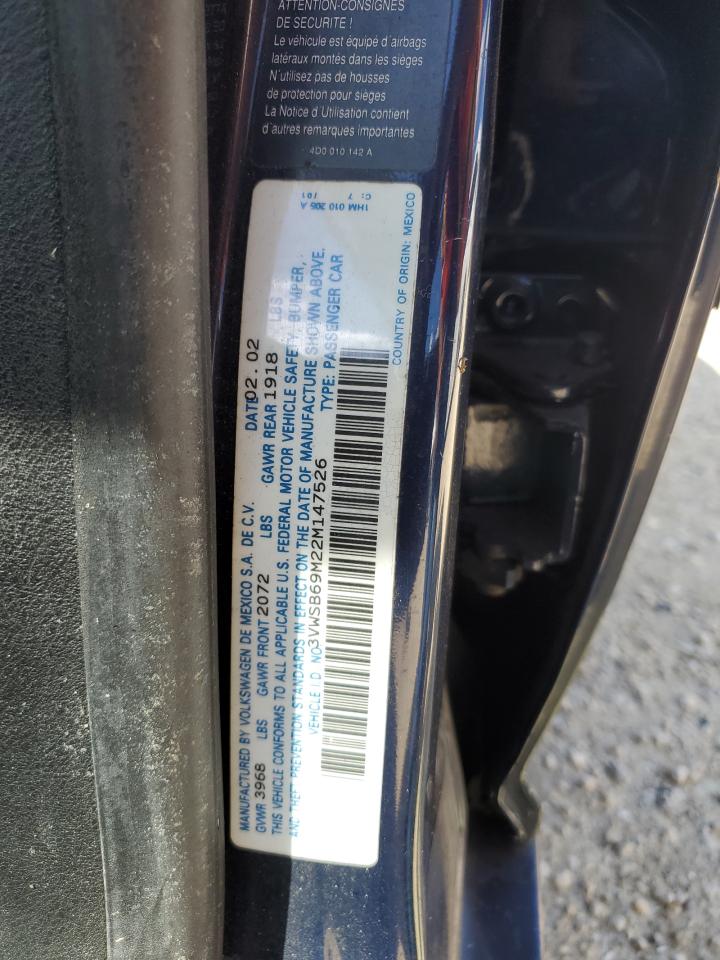 ATTENTION-CONSIGNES
DE SECURITE !
Le véhicule est équipé d'airbags
latéraux montés dans les sièges
N'utilisez pas de housses
de protection pour sièges
La Notice d'Utilisation contient
d'autres remarques importantes
4D0 010 142 A
MANUFACTURED BY VOLKSWAGEN DE MEXICO S.A. DE C.V. DATE 02.02
GVWR 3968 LBS GAWR FRONT 2072 LBS GAWR REAR 1918 LBS
THIS VEHICLE CONFORMS TO ALL APPLICABLE U.S. FEDERAL MOTOR VEHICLE SAFETY, BUMPER,
AND THEFT PREVENTION STANDARDS IN EFFECT ON THE DATE OF MANUFACTURE SHOWN ABOVE.
VEHICLE I.D. NO 3VWSB69M22M147526 TYPE: PASSENGER CAR
COUNTRY OF ORIGIN: MEXICO
1HM 010 205 A
C: 7